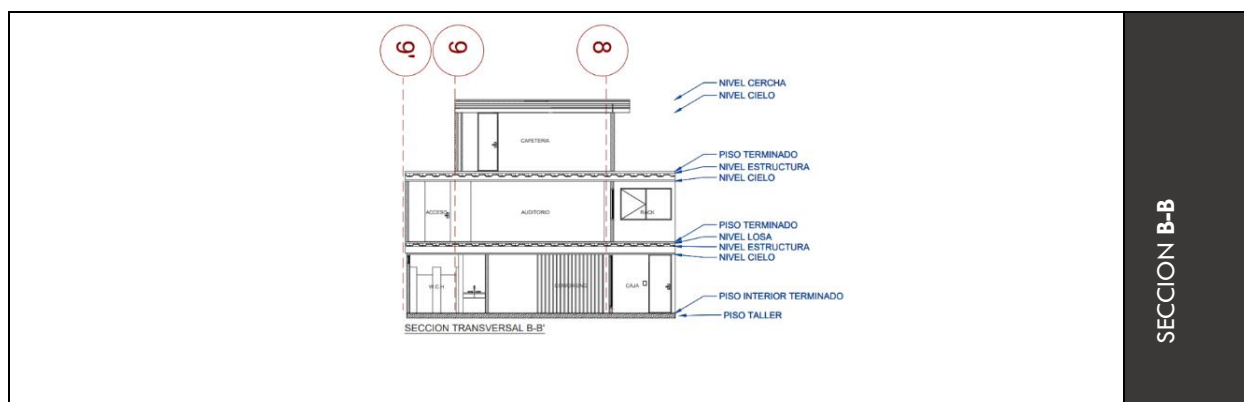 9'
9
8
NIVEL CERCHA
NIVEL CIELO
CAFETERIA
PISO TERMINADO
NIVEL ESTRUCTURA
NIVEL CIELO
ACCESO
AUDITORIO
RACK
PISO TERMINADO
NIVEL LOSA
NIVEL ESTRUCTURA
NIVEL CIELO
W.C.H
CAJA
PISO INTERIOR TERMINADO
PISO TALLER
SECCION TRANSVERSAL B-B'
SECCION B-B